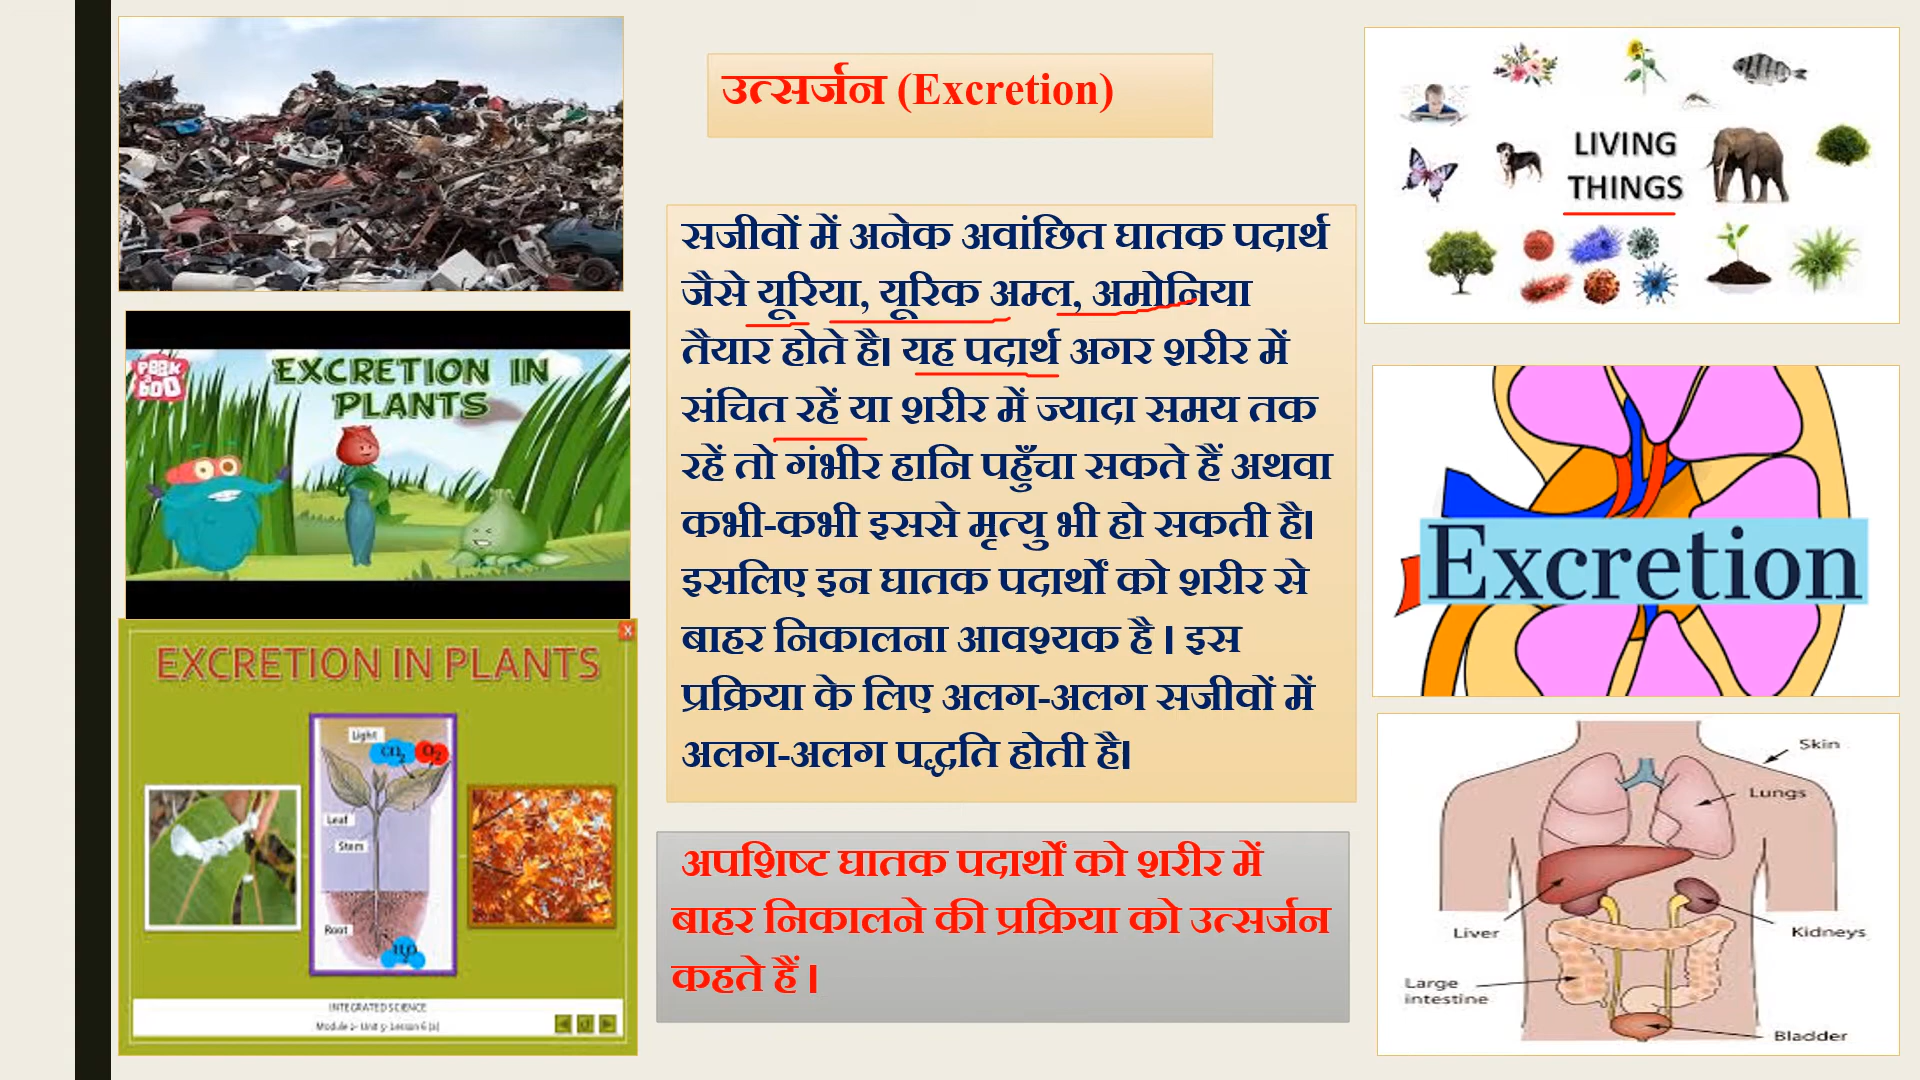 उत्सर्जन (Excretion)
सजीवों में अनेक अवांछित घातक पदार्थ
जैसे यूरिया, यूरिक अम्ल, अमोनिया
तैयार होते है। यह पदार्थ अगर शरीर में
संचित रहें या शरीर में ज्यादा समय तक
रहें तो गंभीर हानि पहुँचा सकते हैं अथवा
कभी-कभी इससे मृत्यु भी हो सकती है।
इसलिए इन घातक पदार्थों को शरीर से
बाहर निकालना आवश्यक है । इस
प्रक्रिया के लिए अलग-अलग सजीवों में
अलग-अलग पद्धति होती है।
अपशिष्ट घातक पदार्थों को शरीर में
बाहर निकालने की प्रक्रिया को उत्सर्जन
कहते हैं ।
PEEK
A
BOO
EXCRETION IN
PLANTS
X
EXCRETION IN PLANTS
Light
O2
Leaf
Stem
Root
H2O
INTEGRATED SCIENCE
LIVING
THINGS
Excretion
Skin
Lungs
Liver
Kidneys
Large
intestine
Bladder